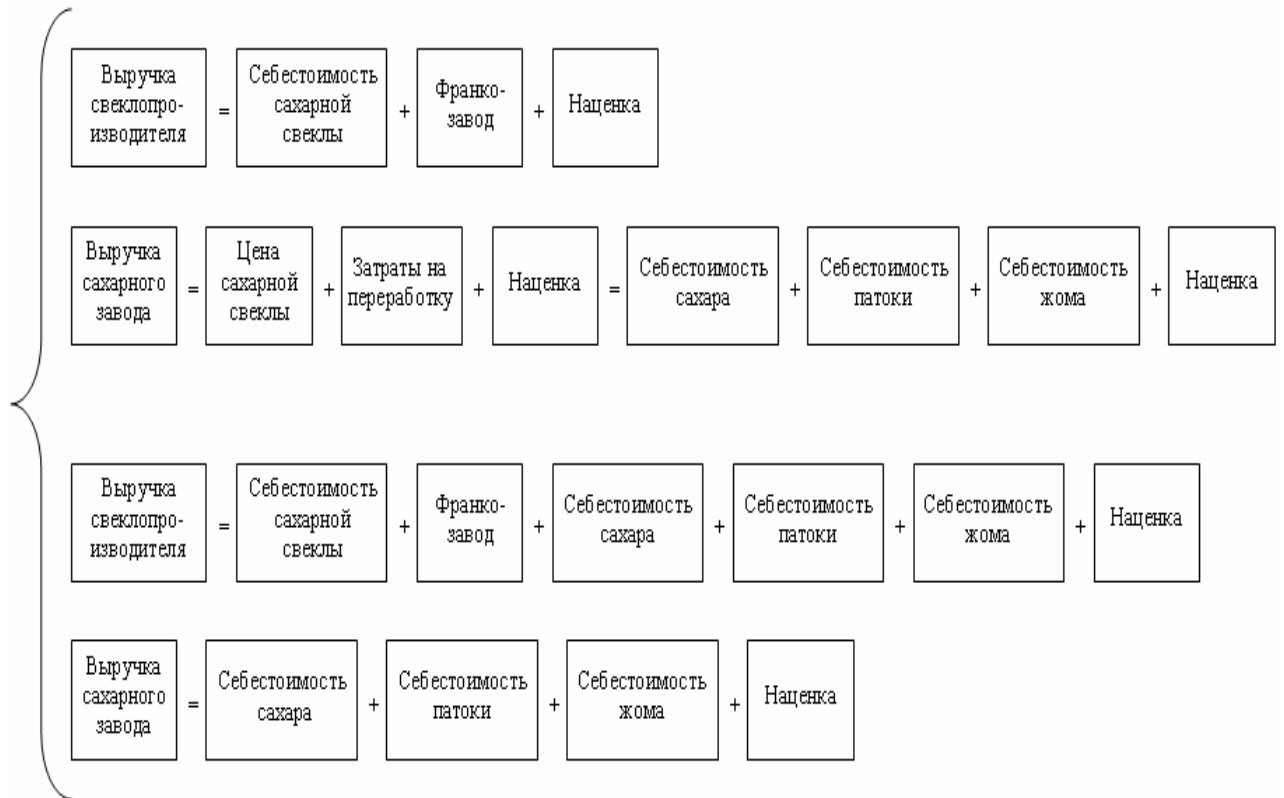 Выручка
свеклопро-
изводителя
=
Себестоимость
сахарной
свеклы
+
Франко-
завод
+
Наценка
Выручка
сахарного
завода
=
Цена
сахарной
свеклы
+
Затраты на
переработку
+
Наценка
=
Себестоимость
сахара
+
Себестоимость
патоки
+
Себестоимость
жома
+
Наценка
Выручка
свеклопро-
изводителя
=
Себестоимость
сахарной
свеклы
+
Франко-
завод
+
Себестоимость
сахара
+
Себестоимость
патоки
+
Себестоимость
жома
+
Наценка
Выручка
сахарного
завода
=
Себестоимость
сахара
+
Себестоимость
патоки
+
Себестоимость
жома
+
Наценка